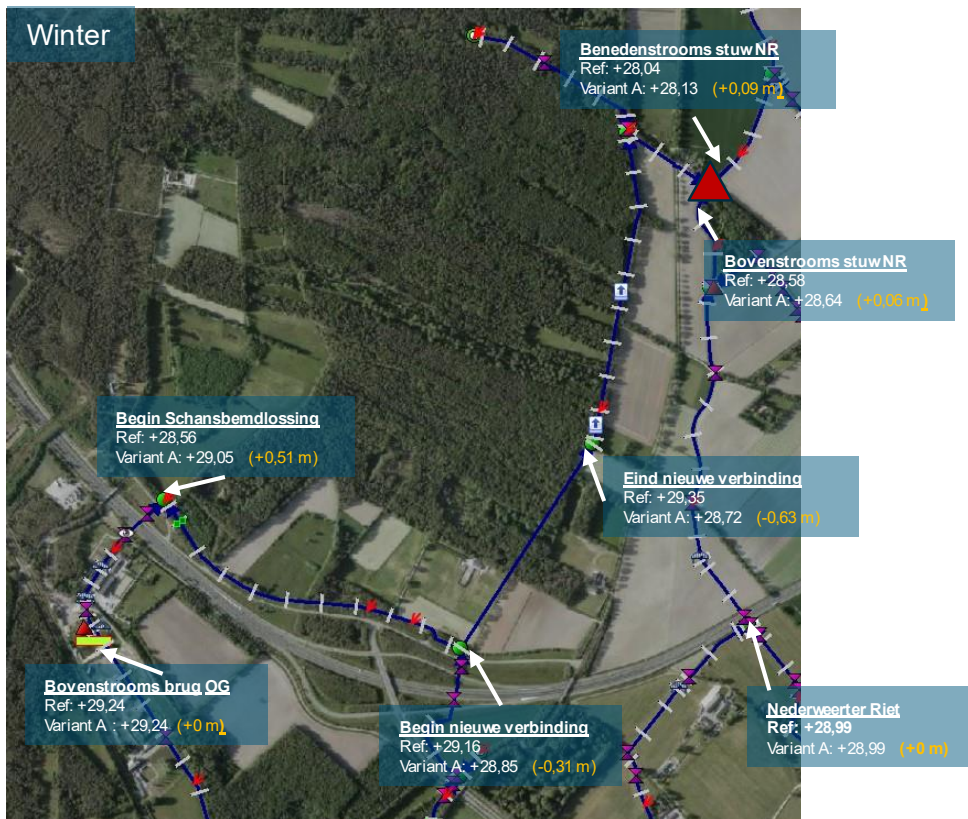 Winter
Benedenstrooms stuw NR
Ref: +28,04
Variant A: +28,13 (+0,09 m)
Bovenstrooms stuw NR
Ref: +28,58
Variant A: +28,64 (+0,06 m)
Begin Schansbemdlossing
Ref: +28,56
Variant A: +29,05 (+0,51 m)
Eind nieuwe verbinding
Ref: +29,35
Variant A: +28,72 (-0,63 m)
Bovenstrooms brug OG
Ref: +29,24
Variant A : +29,24 (+0 m)
Begin nieuwe verbinding
Ref: +29,16
Variant A: +28,85 (-0,31 m)
Nederweerter Riet
Ref: +28,99
Variant A: +28,99 (+0 m)